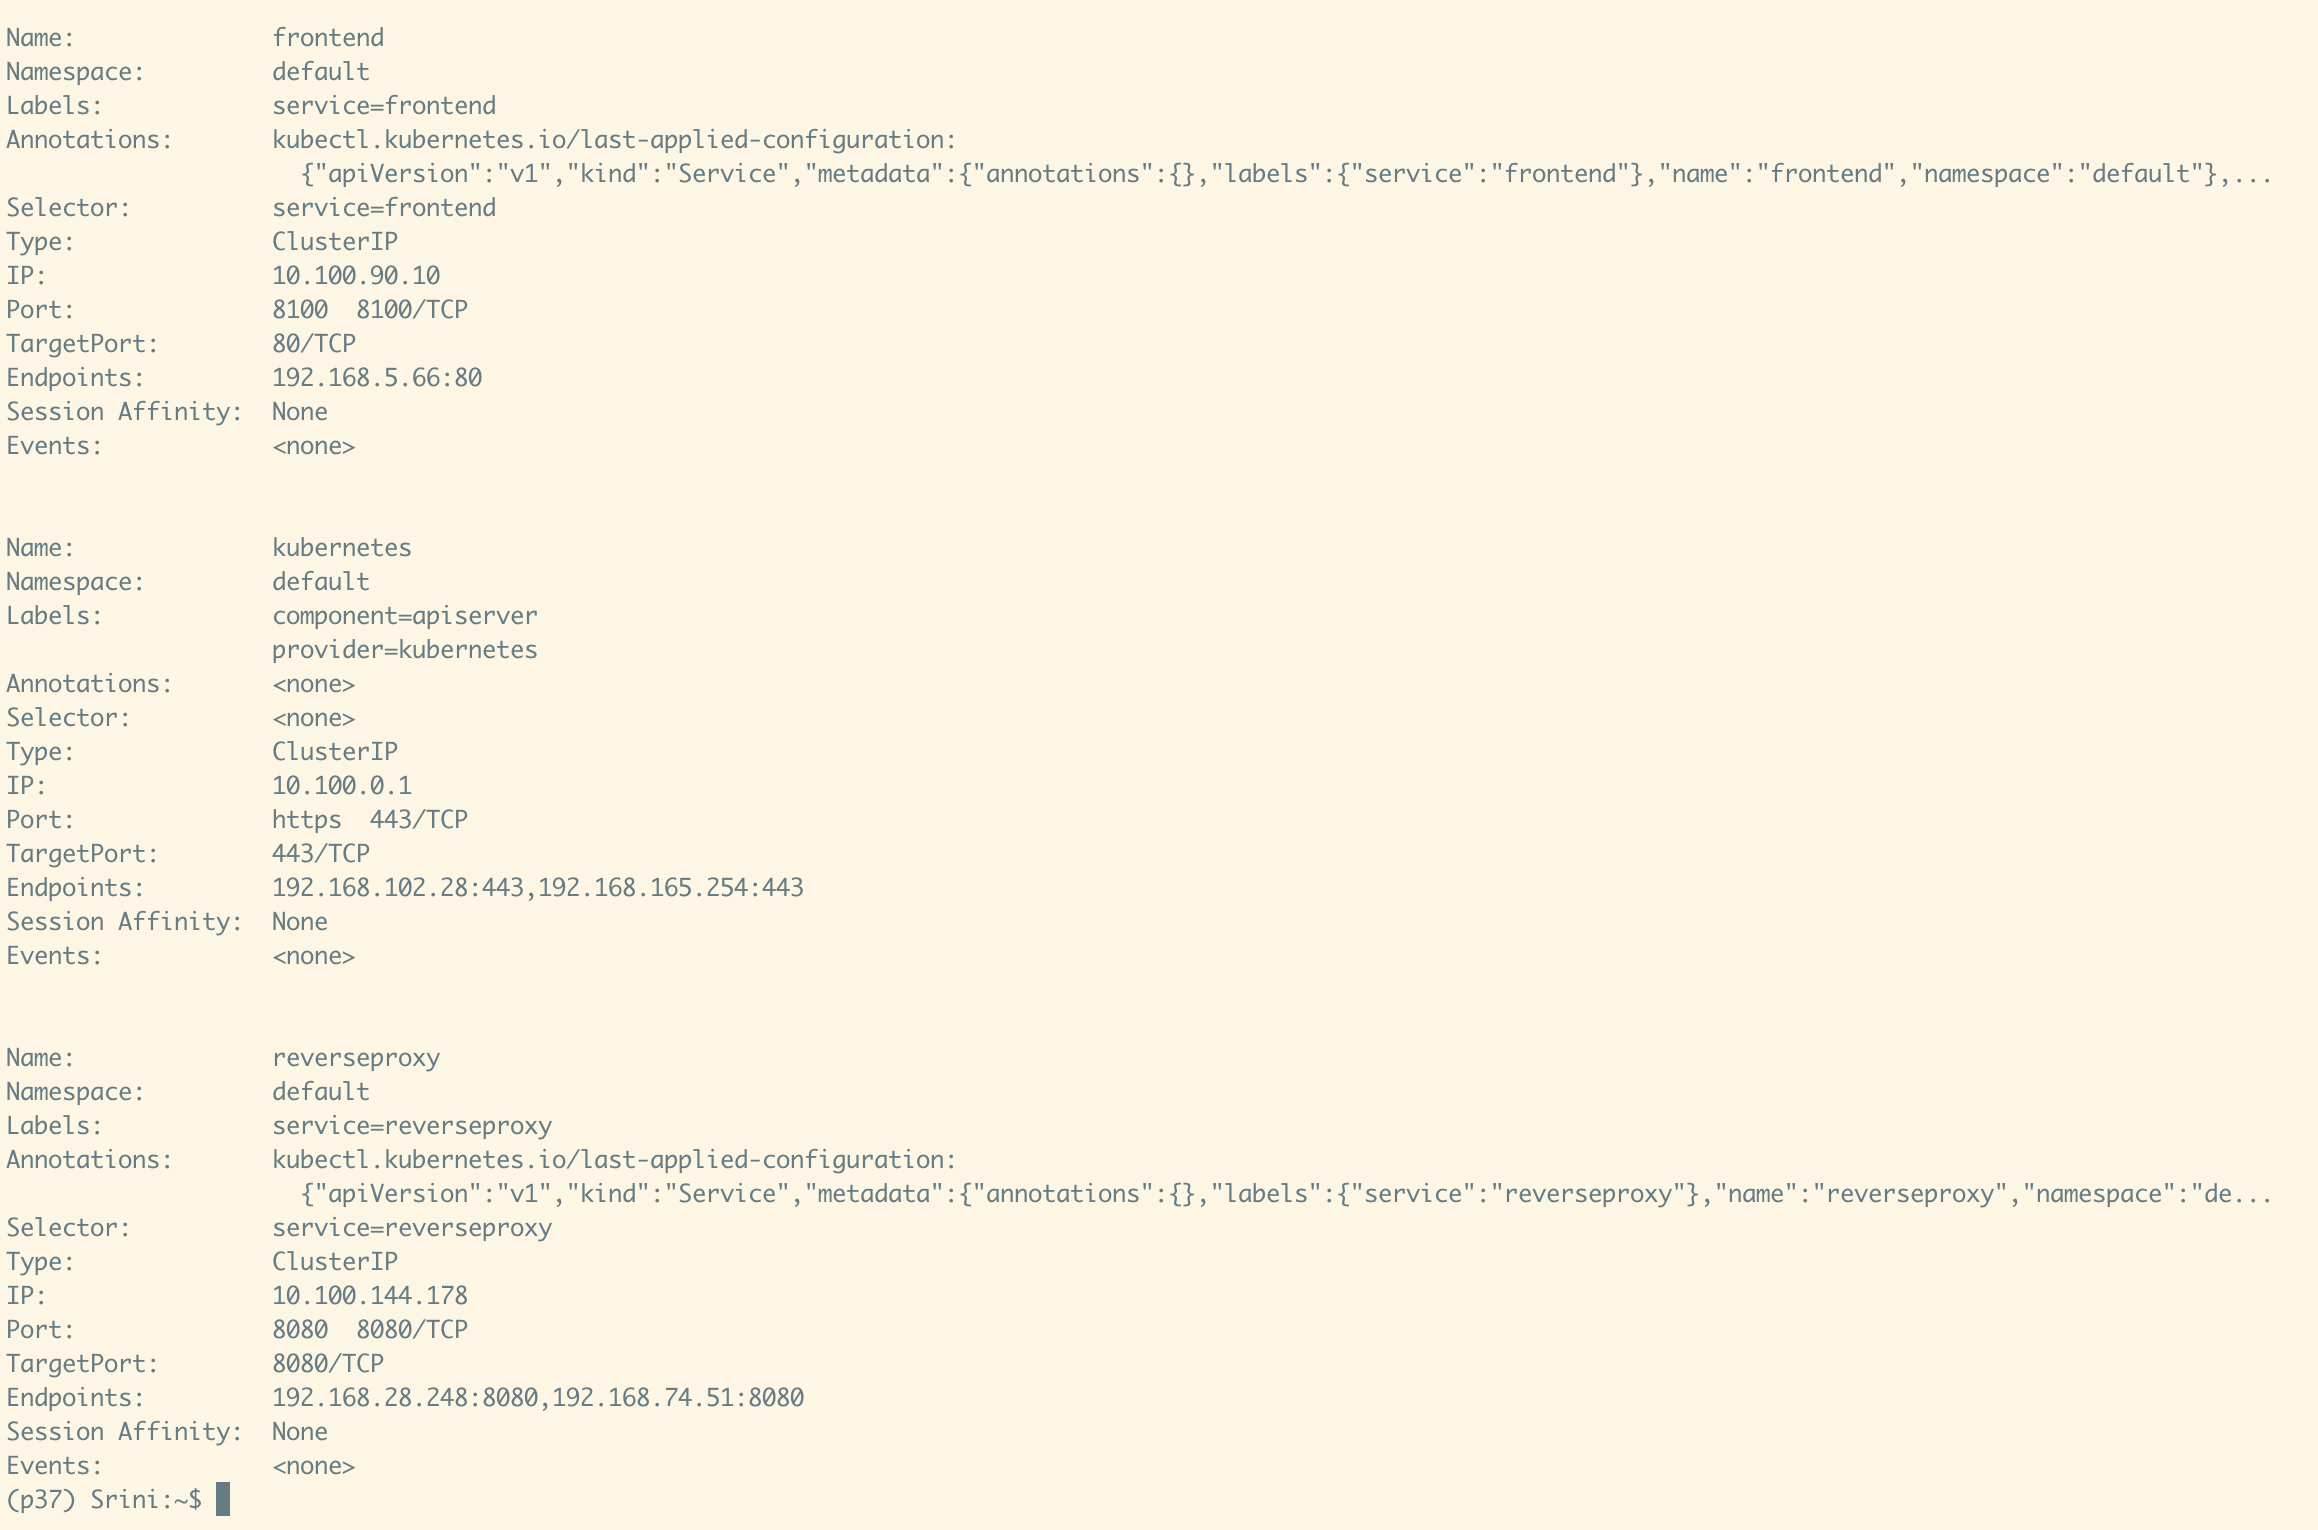 Name:              frontend
Namespace:         default
Labels:            service=frontend
Annotations:       kubectl.kubernetes.io/last-applied-configuration:
                     {"apiVersion":"v1","kind":"Service","metadata":{"annotations":{},"labels":{"service":"frontend"},"name":"frontend","namespace":"default"},...
Selector:          service=frontend
Type:              ClusterIP
IP:                10.100.90.10
Port:              8100  8100/TCP
TargetPort:        80/TCP
Endpoints:         192.168.5.66:80
Session Affinity:  None
Events:            <none>

Name:              kubernetes
Namespace:         default
Labels:            component=apiserver
                   provider=kubernetes
Annotations:       <none>
Selector:          <none>
Type:              ClusterIP
IP:                10.100.0.1
Port:              https  443/TCP
TargetPort:        443/TCP
Endpoints:         192.168.102.28:443,192.168.165.254:443
Session Affinity:  None
Events:            <none>

Name:              reverseproxy
Namespace:         default
Labels:            service=reverseproxy
Annotations:       kubectl.kubernetes.io/last-applied-configuration:
                     {"apiVersion":"v1","kind":"Service","metadata":{"annotations":{},"labels":{"service":"reverseproxy"},"name":"reverseproxy","namespace":"de...
Selector:          service=reverseproxy
Type:              ClusterIP
IP:                10.100.144.178
Port:              8080  8080/TCP
TargetPort:        8080/TCP
Endpoints:         192.168.28.248:8080,192.168.74.51:8080
Session Affinity:  None
Events:            <none>
(p37) Srini:~$